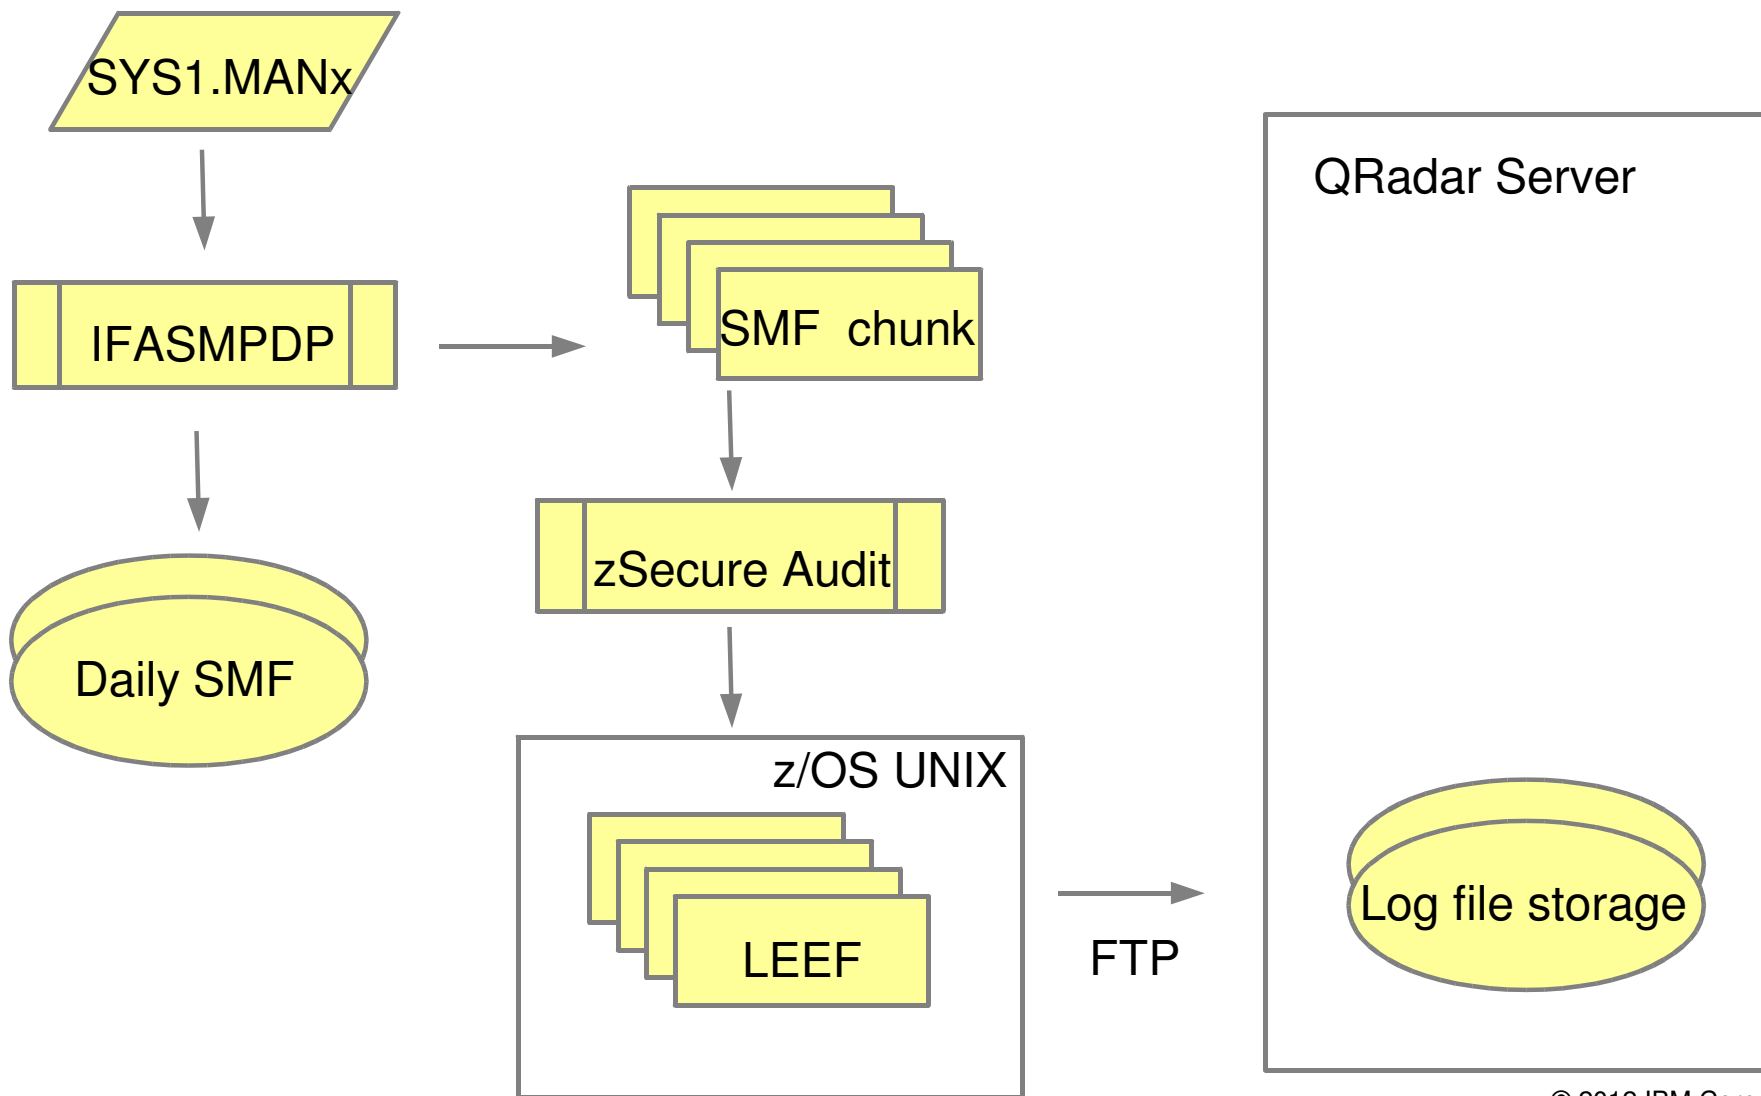 SYS1.MANx
QRadar Server
IFASMPDP
SMF chunk
zSecure Audit
Daily SMF
z/OS UNIX
LEEF
FTP
Log file storage